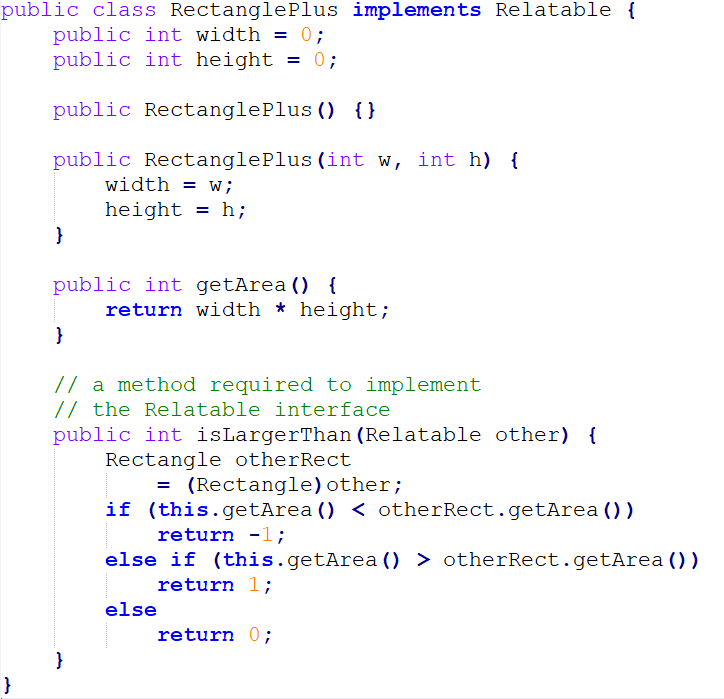 public class RectanglePlus implements Relatable {
    public int width = 0;
    public int height = 0;

    public RectanglePlus() {}

    public RectanglePlus(int w, int h) {
        width = w;
        height = h;
    }

    public int getArea() {
        return width * height;
    }

    // a method required to implement
    // the Relatable interface
    public int isLargerThan(Relatable other) {
        Rectangle otherRect
            = (Rectangle)other;
        if (this.getArea() < otherRect.getArea())
            return -1;
        else if (this.getArea() > otherRect.getArea())
            return 1;
        else
            return 0;
    }
}